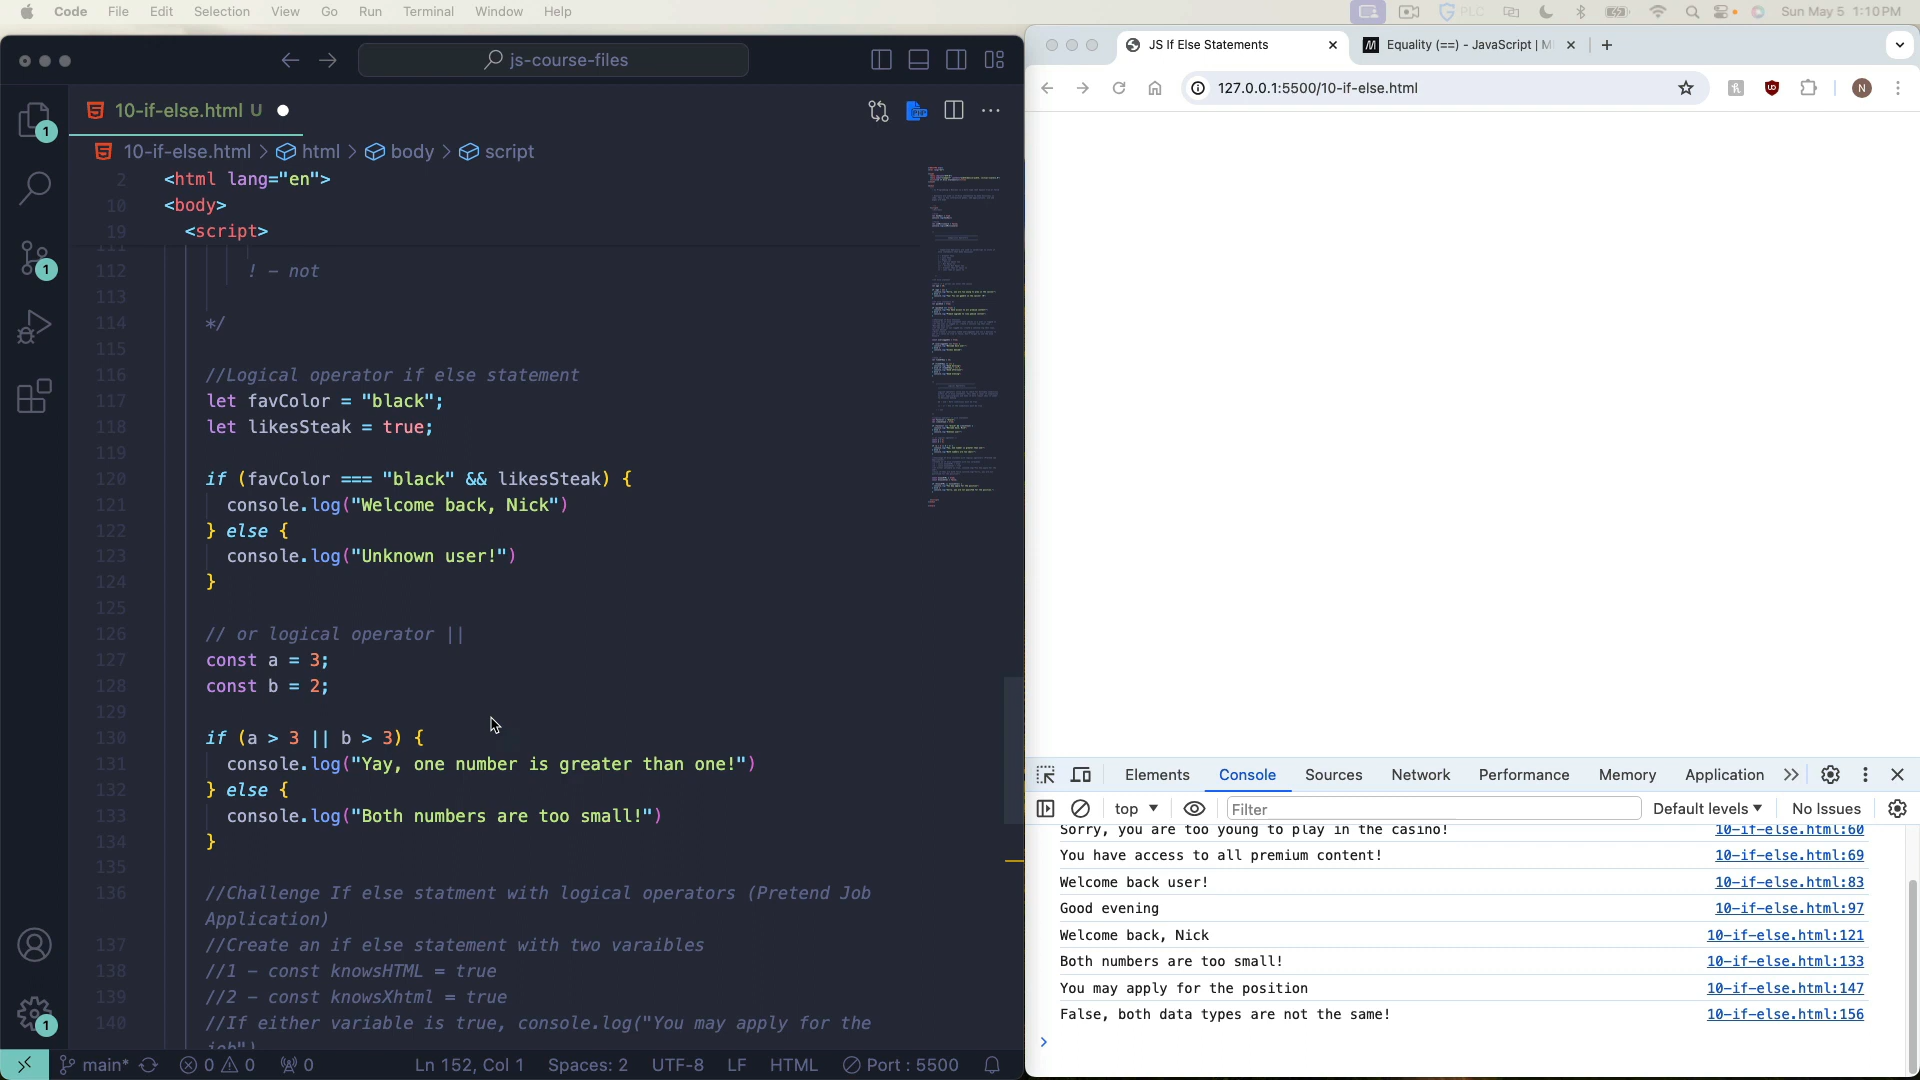 Code File Edit Selection View Go Run Terminal Window Help
PLC
Sun May 5 1:10 PM
js-course-files
10-if-else.html U
10-if-else.html > html > body > script
2 <html lang="en">
10 <body>
19 <script>
112 ! - not
113
114 */
115
116 //Logical operator if else statement
117 let favColor = "black";
118 let likesSteak = true;
119
120 if (favColor === "black" && likesSteak) {
121 console.log("Welcome back, Nick")
122 } else {
123 console.log("Unknown user!")
124 }
125
126 // or logical operator ||
127 const a = 3;
128 const b = 2;
129
130 if (a > 3 || b > 3) {
131 console.log("Yay, one number is greater than one!")
132 } else {
133 console.log("Both numbers are too small!")
134 }
135
136 //Challenge If else statment with logical operators (Pretend Job
Application)
137 //Create an if else statement with two varaibles
138 //1 - const knowsHTML = true
139 //2 - const knowsXhtml = true
140 //If either variable is true, console.log("You may apply for the
job")
1
1
1
main* 0 0 0 Ln 152, Col 1 Spaces: 2 UTF-8 LF HTML Port : 5500
JS If Else Statements
Equality (==) - JavaScript | M
127.0.0.1:5500/10-if-else.html
N
Elements Console Sources Network Performance Memory Application
top Filter Default levels No Issues
Sorry, you are too young to play in the casino! 10-if-else.html:60
You have access to all premium content! 10-if-else.html:69
Welcome back user! 10-if-else.html:83
Good evening 10-if-else.html:97
Welcome back, Nick 10-if-else.html:121
Both numbers are too small! 10-if-else.html:133
You may apply for the position 10-if-else.html:147
False, both data types are not the same! 10-if-else.html:156